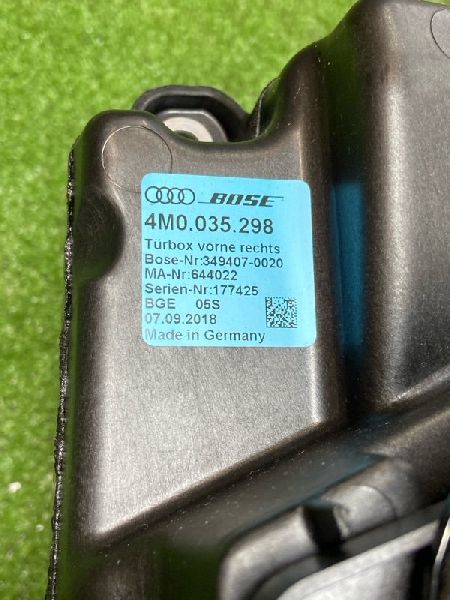 BOSE
4M0.035.298
Turbox vorne rechts
Bose-Nr:349407-0020
MA-Nr:644022
Serien-Nr:177425
BGE 05S
07.09.2018
Made in Germany